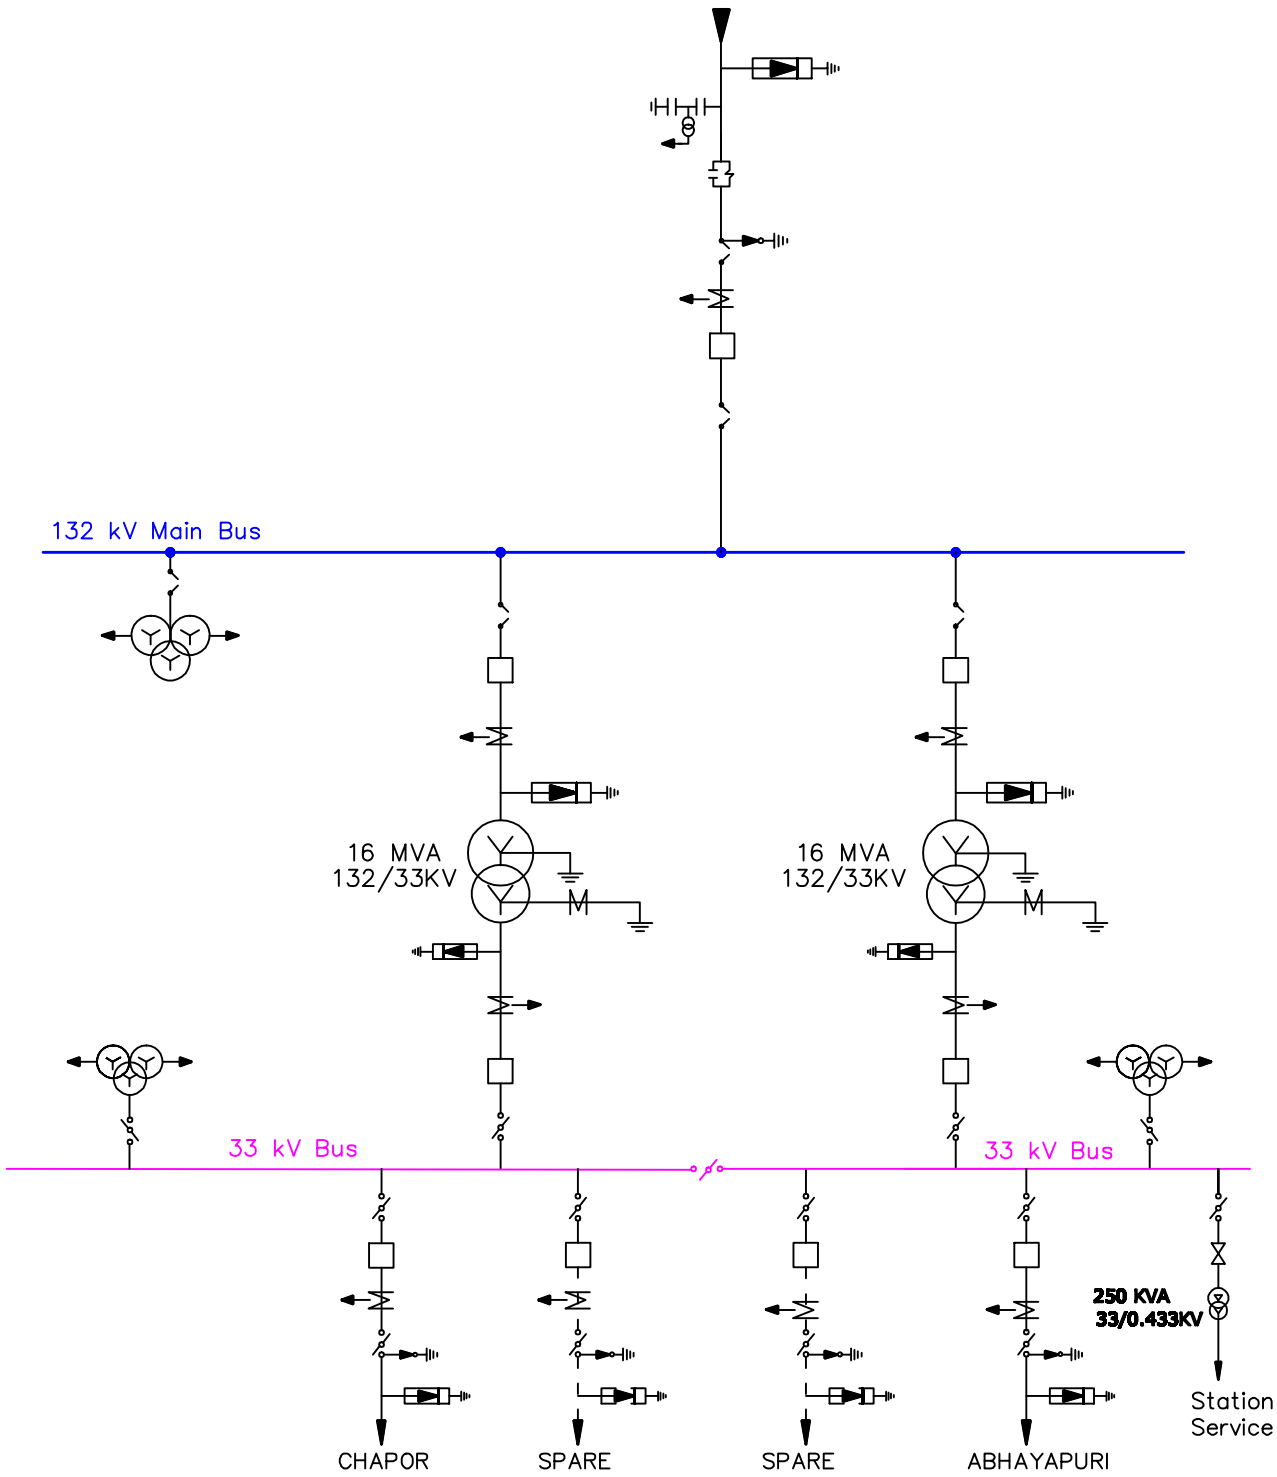 132 kV Main Bus
16 MVA
132/33KV
16 MVA
132/33KV
33 kV Bus
33 kV Bus
250 KVA
33/0.433KV
Station
Service
CHAPOR
SPARE
SPARE
ABHAYAPURI